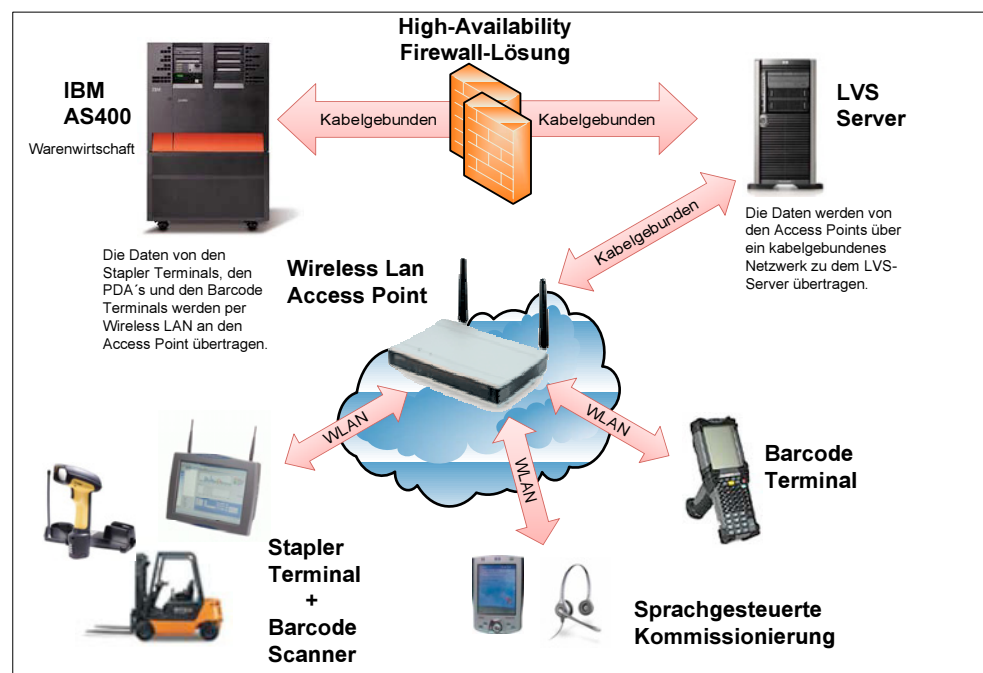 High-Availability
Firewall-Lösung
IBM
AS400
Warenwirtschaft
Kabelgebunden
Kabelgebunden
LVS
Server
Die Daten von den
Stapler Terminals, den
PDA´s und den Barcode
Terminals werden per
Wireless LAN an den
Access Point übertragen.
Wireless Lan
Access Point
Kabelgebunden
Die Daten werden von
den Access Points über
ein kabelgebundenes
Netzwerk zu dem LVS-
Server übertragen.
WLAN
WLAN
WLAN
Barcode
Terminal
Stapler
Terminal
+
Barcode
Scanner
Sprachgesteuerte
Kommissionierung